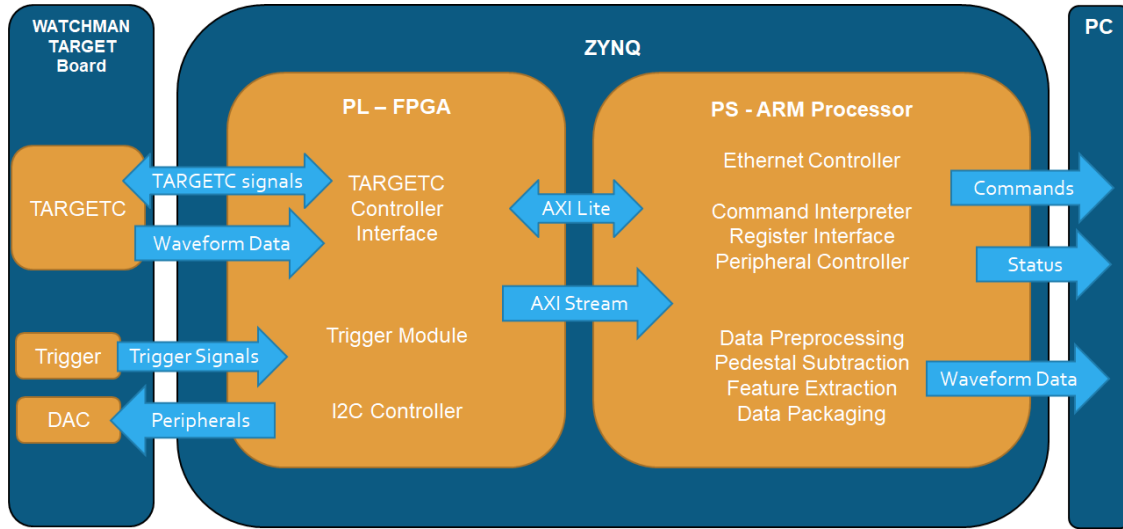 WATCHMAN
TARGET
Board
TARGETC
Trigger
DAC
TARGETC signals
Waveform Data
Trigger Signals
Peripherals
ZYNQ
PL – FPGA
TARGETC
Controller
Interface
Trigger Module
I2C Controller
AXI Lite
AXI Stream
PS - ARM Processor
Ethernet Controller
Command Interpreter
Register Interface
Peripheral Controller
Data Preprocessing
Pedestal Subtraction
Feature Extraction
Data Packaging
Commands
Status
Waveform Data
PC